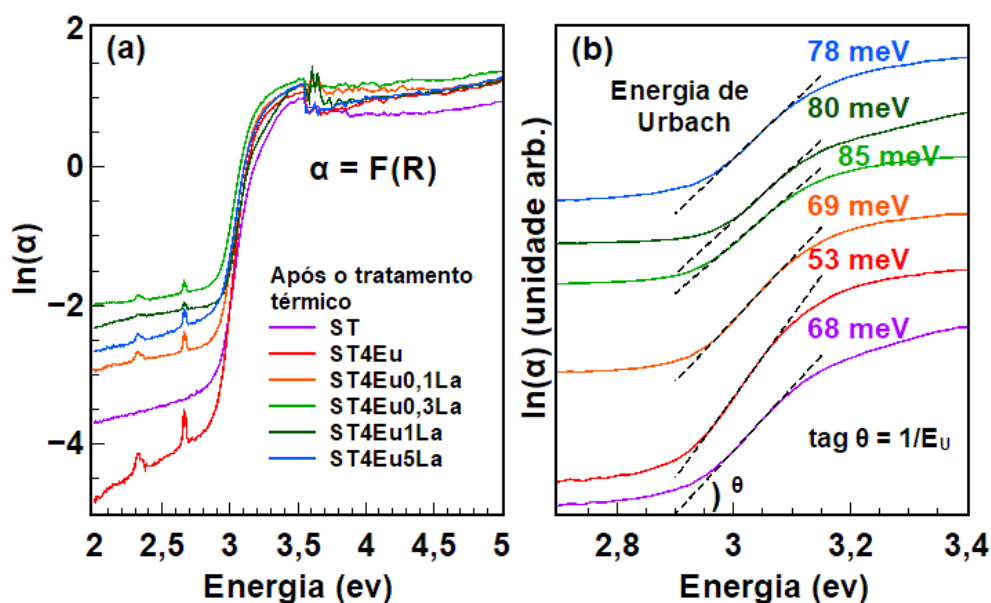 (a)
2
0
−2
−4
ln(α)
α = F(R)
Após o tratamento
térmico
ST
ST4Eu
ST4Eu0,1La
ST4Eu0,3La
ST4Eu1La
ST4Eu5La
2 2,5 3 3,5 4 4,5 5
Energia (ev)
(b)
ln(α) (unidade arb.)
Energia de
Urbach
78 meV
80 meV
85 meV
69 meV
53 meV
68 meV
tag θ = 1/EU
) θ
2,8 3 3,2 3,4
Energia (ev)